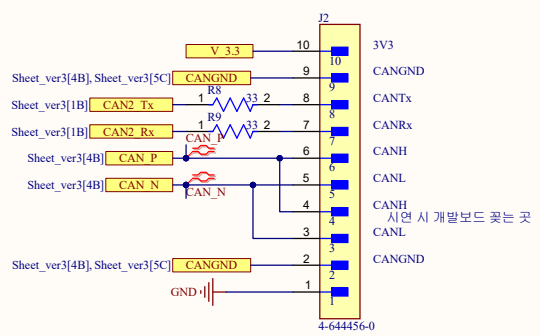 J2
V_3.3 10 10 3V3
Sheet_ver3[4B], Sheet_ver3[5C] CANGND 9 9 CANGND
Sheet_ver3[1B] CAN2_Tx 1 R8 33 2 8 8 CANTx
Sheet_ver3[1B] CAN2_Rx 1 R9 33 2 7 7 CANRx
CAN_P
Sheet_ver3[4B] CAN_P 6 6 CANH
Sheet_ver3[4B] CAN_N 5 5 CANL
CAN_N
4 4 CANH
시연 시 개발보드 꽂는 곳
3 3 CANL
Sheet_ver3[4B], Sheet_ver3[5C] CANGND 2 2 CANGND
GND 1 1
4-644456-0